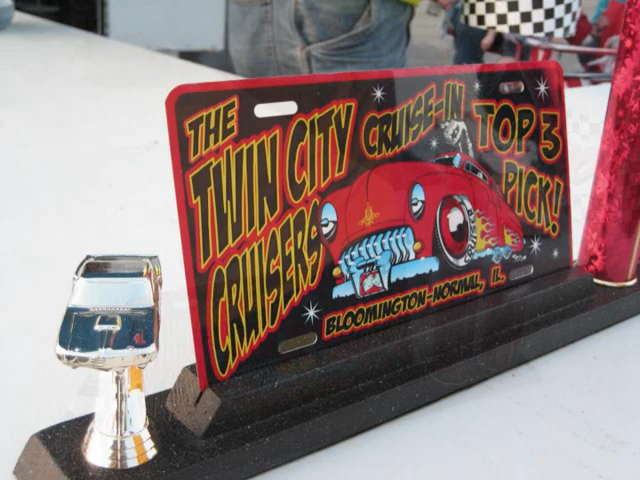 THE
TWIN CITY
CRUISERS
CRUISE-IN
TOP 3
PICK!
BLOOMINGTON-NORMAL, IL.